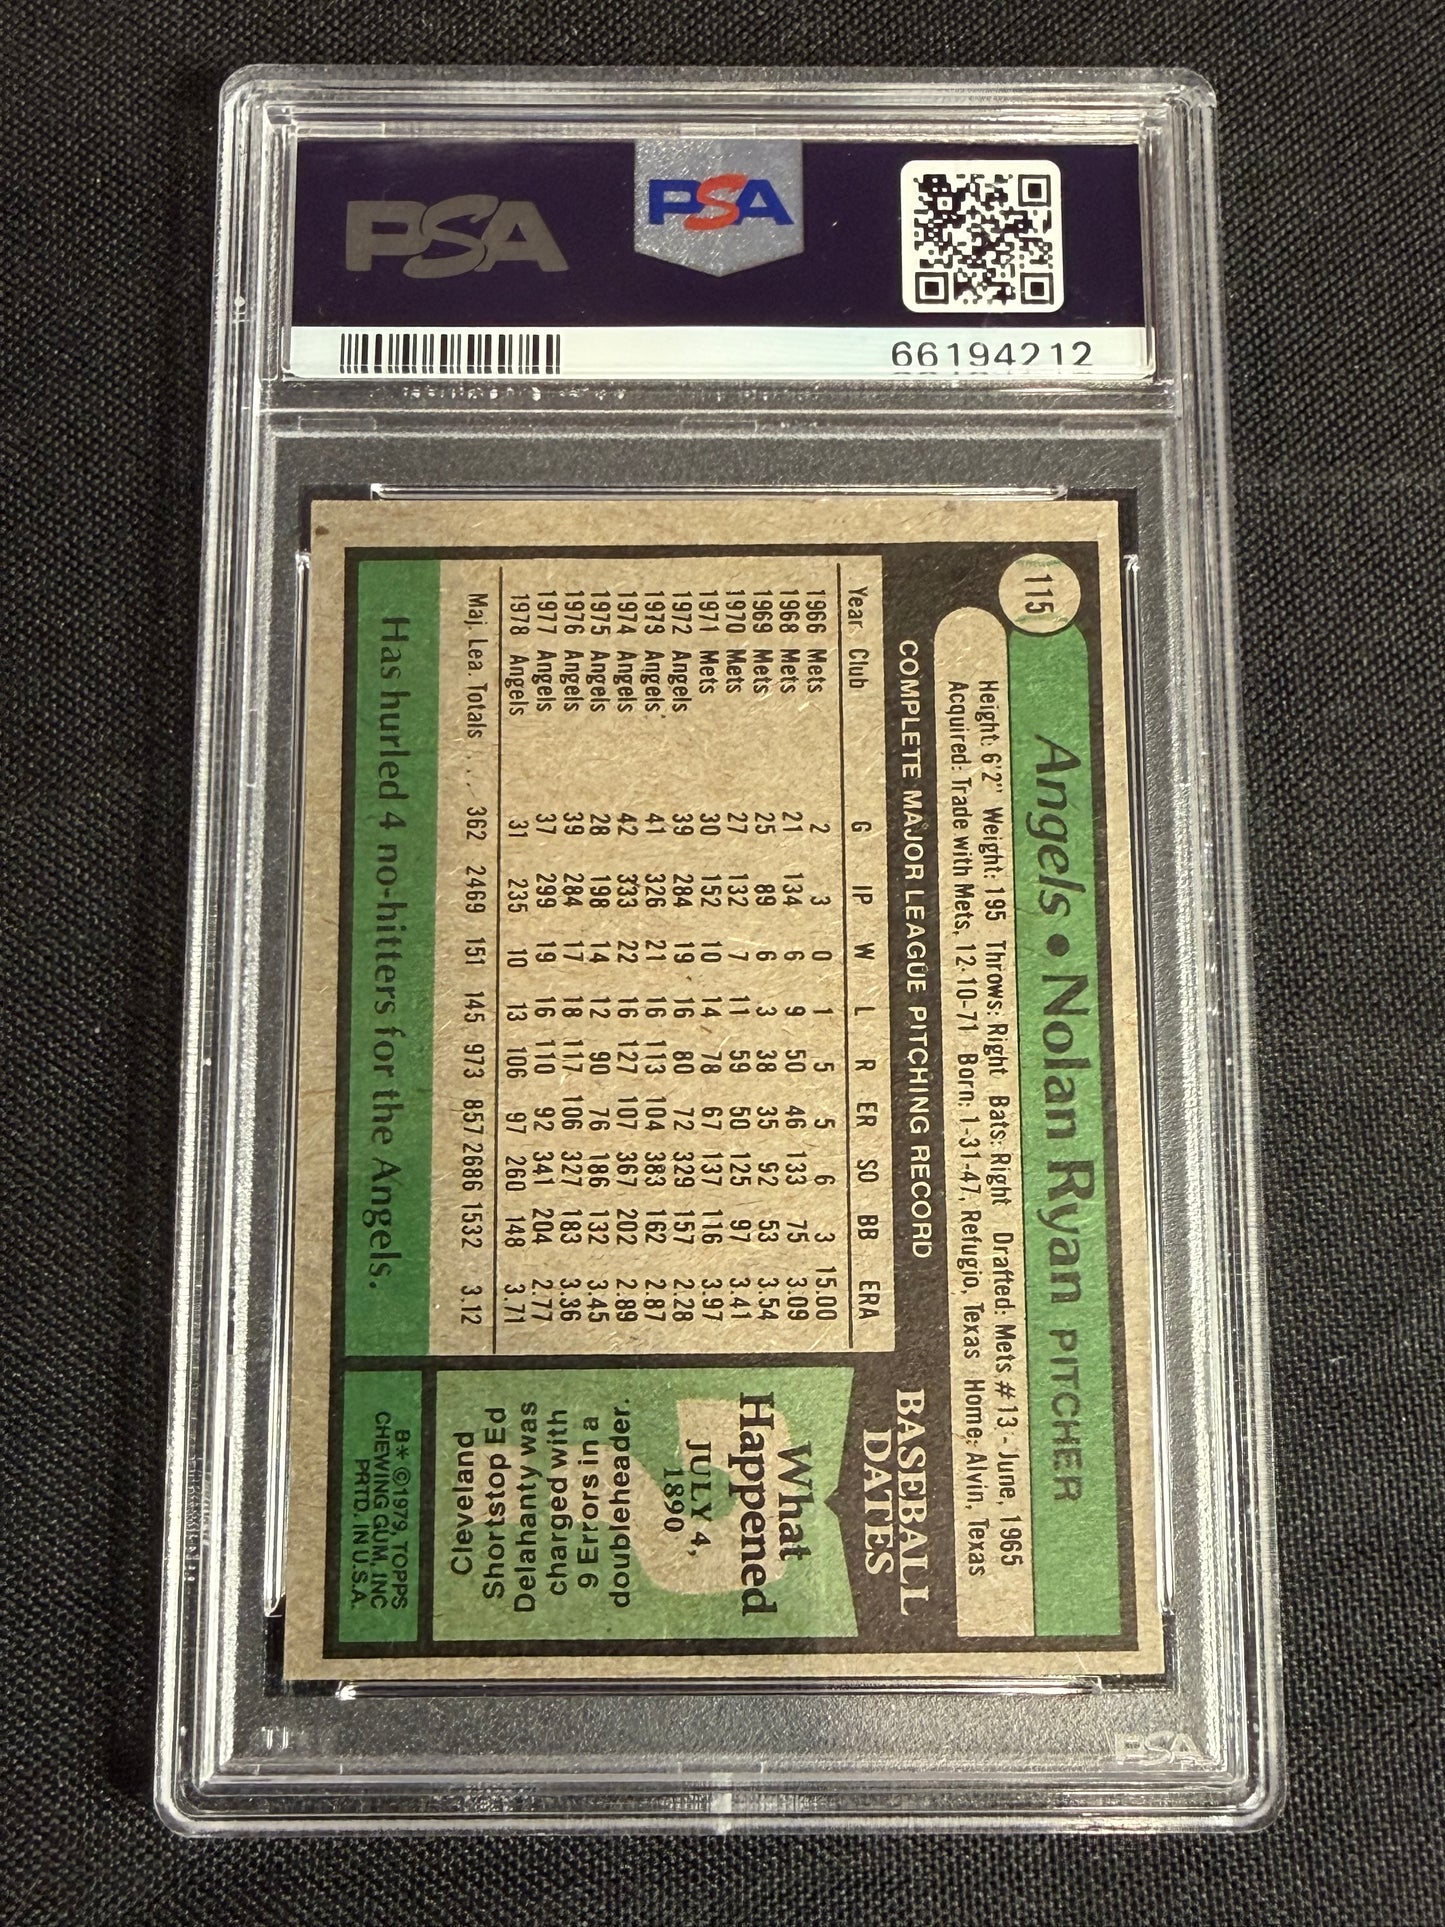 PSA
PSA
66194212
115
Angels • Nolan Ryan PITCHER
Height: 6'2" Weight: 195 Throws: Right Bats: Right Drafted: Mets, #13 - June, 1965
Acquired: Trade with Mets, 12-10-71 Born: 1-31-47, Refugio, Texas Home: Alvin, Texas
COMPLETE MAJOR LEAGUE PITCHING RECORD
Year Club G IP W L R ER SO BB ERA
1966 Mets 2 3 0 1 5 5 6 3 15.00
1968 Mets 21 134 6 9 50 46 133 75 3.09
1969 Mets 25 89 6 3 38 35 92 53 3.54
1970 Mets 27 132 7 11 59 50 125 97 3.41
1971 Mets 30 152 10 14 78 67 137 116 3.97
1972 Angels 39 284 19 16 80 72 329 157 2.28
1979 Angels 41 326 21 16 113 104 383 162 2.87
1974 Angels 42 333 22 16 127 107 367 202 2.89
1975 Angels 28 198 14 12 90 76 186 132 3.45
1976 Angels 39 284 17 18 117 106 327 183 3.36
1977 Angels 37 299 19 16 110 92 341 204 2.77
1978 Angels 31 235 10 13 106 97 260 148 3.71
Maj. Lea. Totals . . . 362 2469 151 145 973 857 2686 1532 3.12
Has hurled 4 no-hitters for the Angels.
BASEBALL
DATES
What
Happened
JULY 4,
1890
Cleveland
Shortstop Ed
Delahanty was
charged with
9 Errors in a
doubleheader.
B*©1979, TOPPS
CHEWING GUM, INC
PRTD. IN U.S.A.
PSA